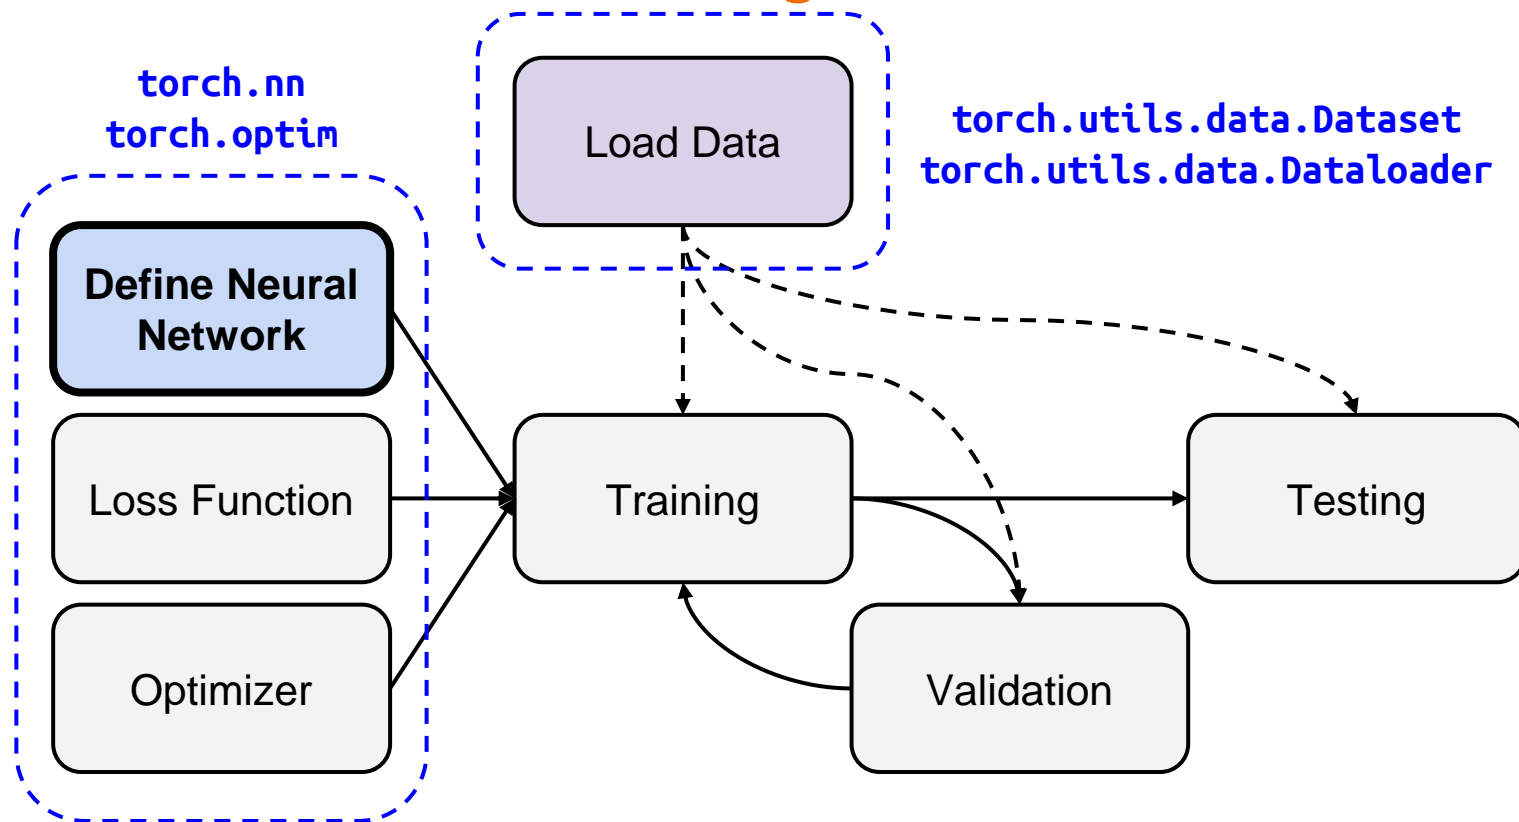 torch.nn
torch.optim
Load Data
torch.utils.data.Dataset
torch.utils.data.Dataloader
Define Neural
Network
Loss Function
Training
Testing
Optimizer
Validation